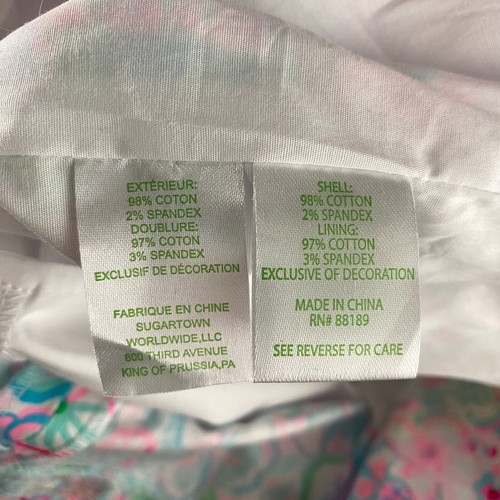 EXTÉRIEUR:
98% COTON
2% SPANDEX
DOUBLURE:
97% COTON
3% SPANDEX
EXCLUSIF DE DÉCORATION
FABRIQUE EN CHINE
SUGARTOWN
WORLDWIDE,LLC
800 THIRD AVENUE
KING OF PRUSSIA,PA
SHELL:
98% COTTON
2% SPANDEX
LINING:
97% COTTON
3% SPANDEX
EXCLUSIVE OF DECORATION
MADE IN CHINA
RN# 88189
SEE REVERSE FOR CARE